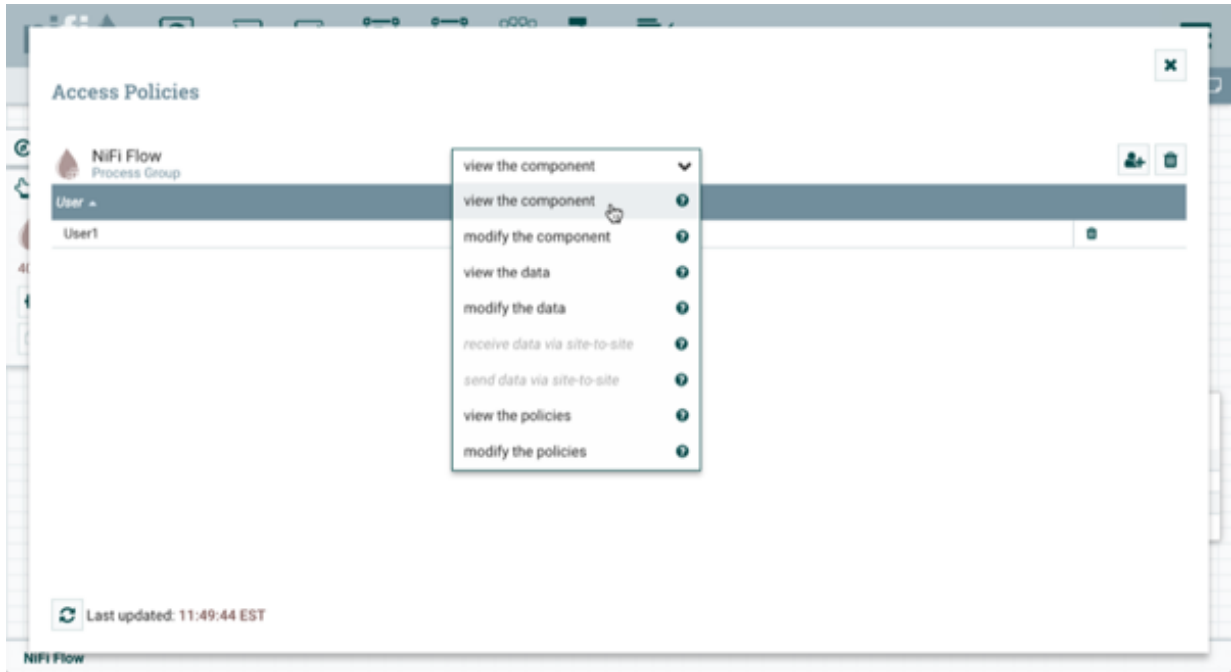 Access Policies
NiFi Flow
Process Group
view the component
User
view the component
User1
modify the component
view the data
modify the data
receive data via site-to-site
send data via site-to-site
view the policies
modify the policies
Last updated: 11:49:44 EST
NiFi Flow